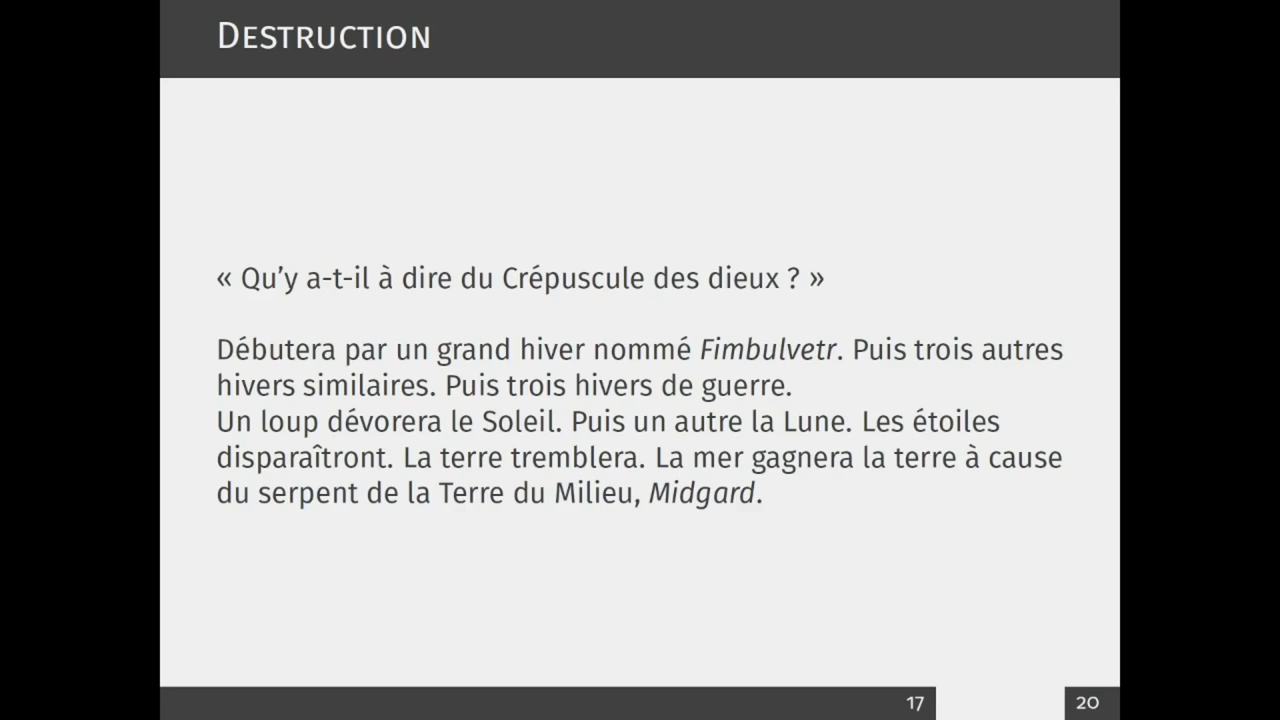 Destruction
« Qu’y a-t-il à dire du Crépuscule des dieux ? »
Débutera par un grand hiver nommé Fimbulvetr. Puis trois autres
hivers similaires. Puis trois hivers de guerre.
Un loup dévorera le Soleil. Puis un autre la Lune. Les étoiles
disparaîtront. La terre tremblera. La mer gagnera la terre à cause
du serpent de la Terre du Milieu, Midgard.
17
20